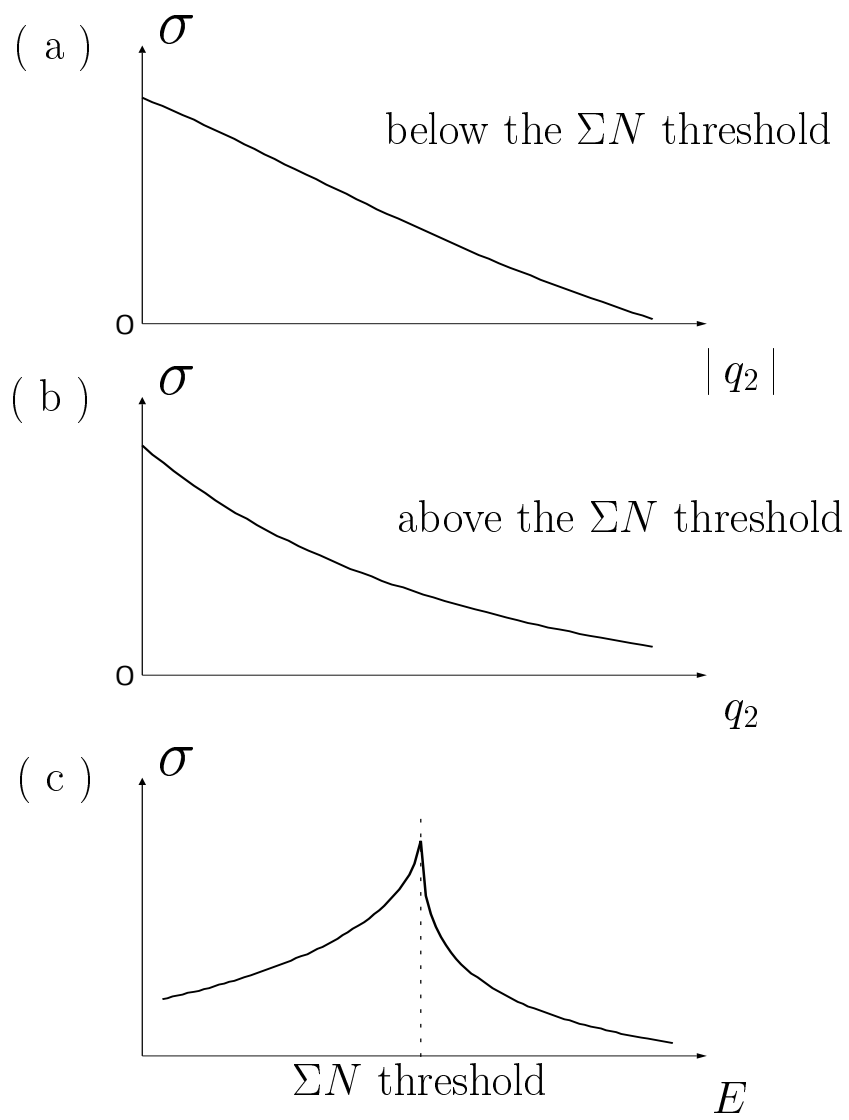 ( a )
σ
below the ΣN threshold
0
| q₂ |
( b )
σ
above the ΣN threshold
0
q₂
( c )
σ
ΣN threshold
E